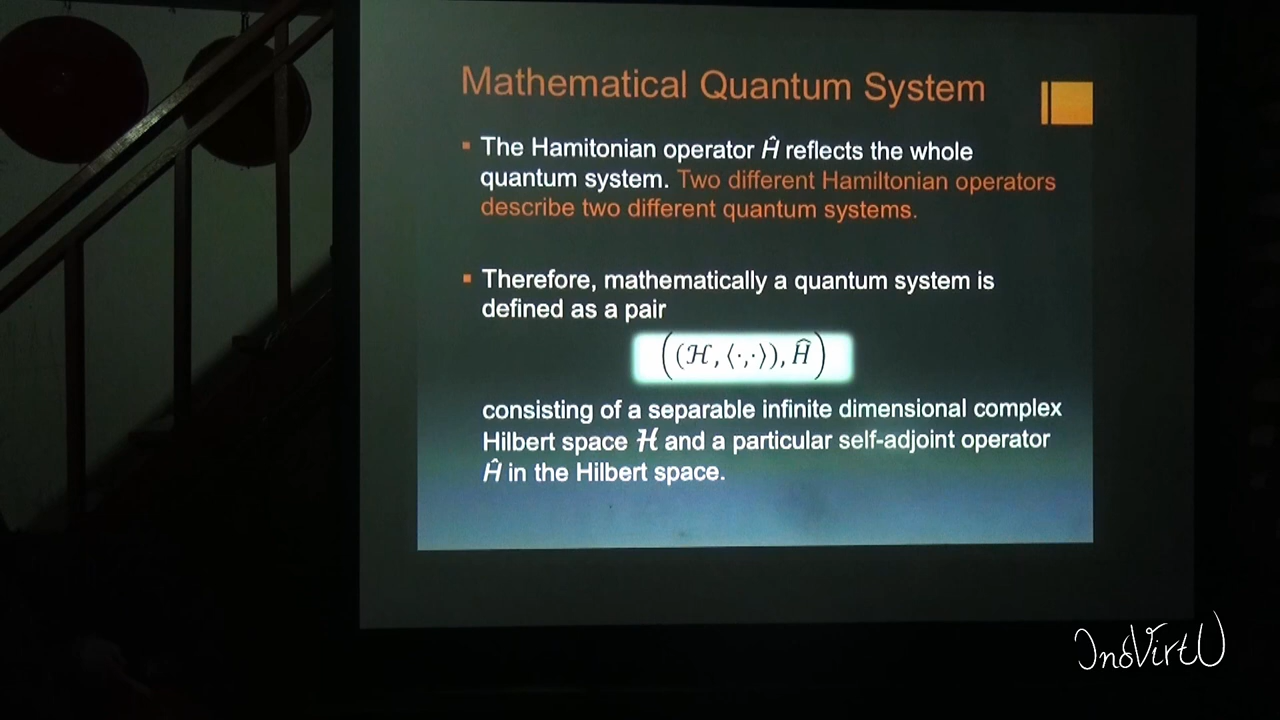 Mathematical Quantum System
▪ The Hamitonian operator Ĥ reflects the whole
quantum system. Two different Hamiltonian operators
describe two different quantum systems.
▪ Therefore, mathematically a quantum system is
defined as a pair
((ℋ, ⟨·,·⟩), Ĥ)
consisting of a separable infinite dimensional complex
Hilbert space ℋ and a particular self-adjoint operator
Ĥ in the Hilbert space.
InoVirtU